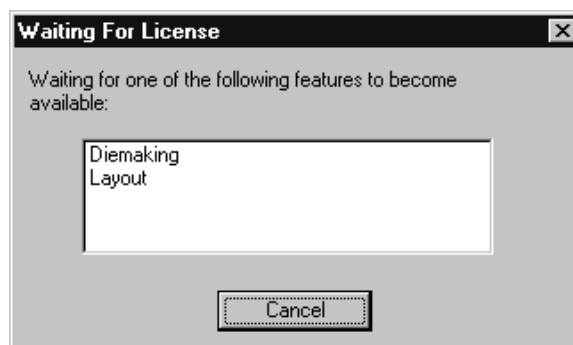 Waiting For License
Waiting for one of the following features to become
available:
Diemaking
Layout
Cancel